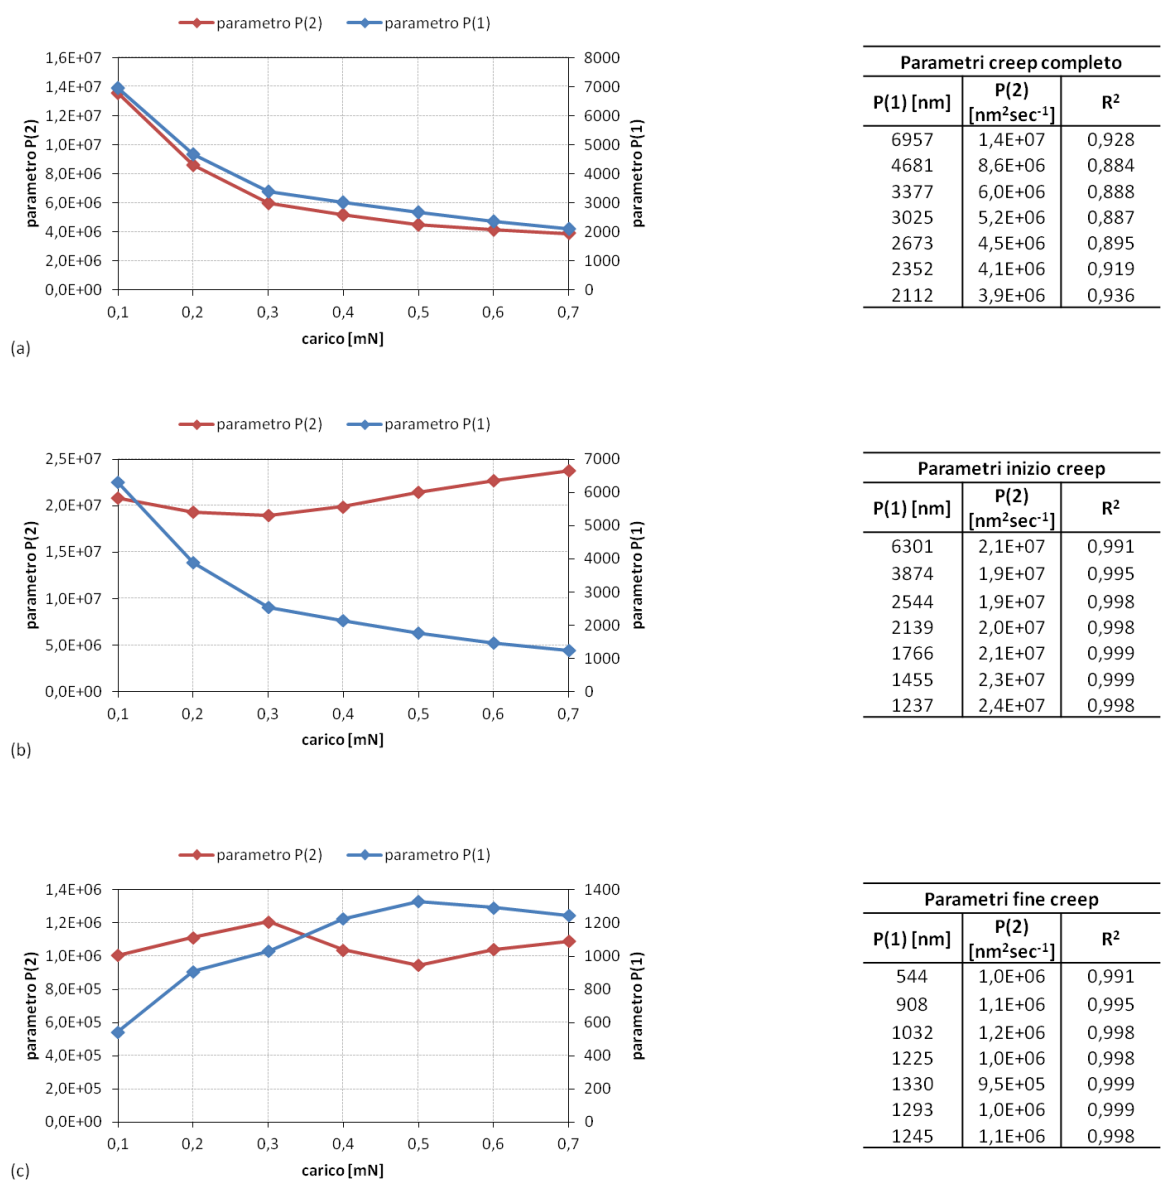 parametro P(2) parametro P(1)
1,6E+07 8000
1,4E+07 7000
1,2E+07 6000
1,0E+07 5000
8,0E+06 4000
6,0E+06 3000
4,0E+06 2000
2,0E+06 1000
0,0E+00 0
parametro P(2)
parametro P(1)
0,1 0,2 0,3 0,4 0,5 0,6 0,7
carico [mN]
(a)
Parametri creep completo
P(1) [nm] P(2) [nm²sec⁻¹] R²
6957 1,4E+07 0,928
4681 8,6E+06 0,884
3377 6,0E+06 0,888
3025 5,2E+06 0,887
2673 4,5E+06 0,895
2352 4,1E+06 0,919
2112 3,9E+06 0,936
parametro P(2) parametro P(1)
2,5E+07 7000
6000
2,0E+07
5000
1,5E+07 4000
1,0E+07 3000
2000
5,0E+06
1000
0,0E+00 0
parametro P(2)
parametro P(1)
0,1 0,2 0,3 0,4 0,5 0,6 0,7
carico [mN]
(b)
Parametri inizio creep
P(1) [nm] P(2) [nm²sec⁻¹] R²
6301 2,1E+07 0,991
3874 1,9E+07 0,995
2544 1,9E+07 0,998
2139 2,0E+07 0,998
1766 2,1E+07 0,999
1455 2,3E+07 0,999
1237 2,4E+07 0,998
parametro P(2) parametro P(1)
1,4E+06 1400
1,2E+06 1200
1,0E+06 1000
8,0E+05 800
6,0E+05 600
4,0E+05 400
2,0E+05 200
0,0E+00 0
parametro P(2)
parametro P(1)
0,1 0,2 0,3 0,4 0,5 0,6 0,7
carico [mN]
(c)
Parametri fine creep
P(1) [nm] P(2) [nm²sec⁻¹] R²
544 1,0E+06 0,991
908 1,1E+06 0,995
1032 1,2E+06 0,998
1225 1,0E+06 0,998
1330 9,5E+05 0,999
1293 1,0E+06 0,999
1245 1,1E+06 0,998